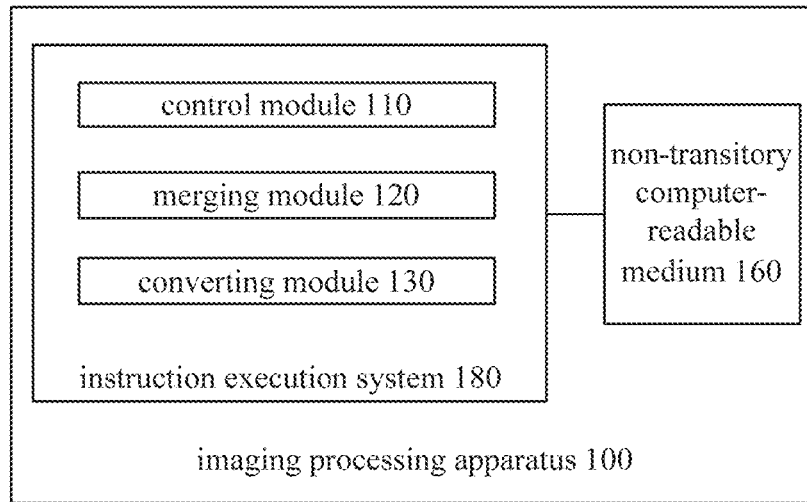 control module 110
merging module 120
converting module 130
instruction execution system 180
non-transitory
computer-
readable
medium 160
imaging processing apparatus 100